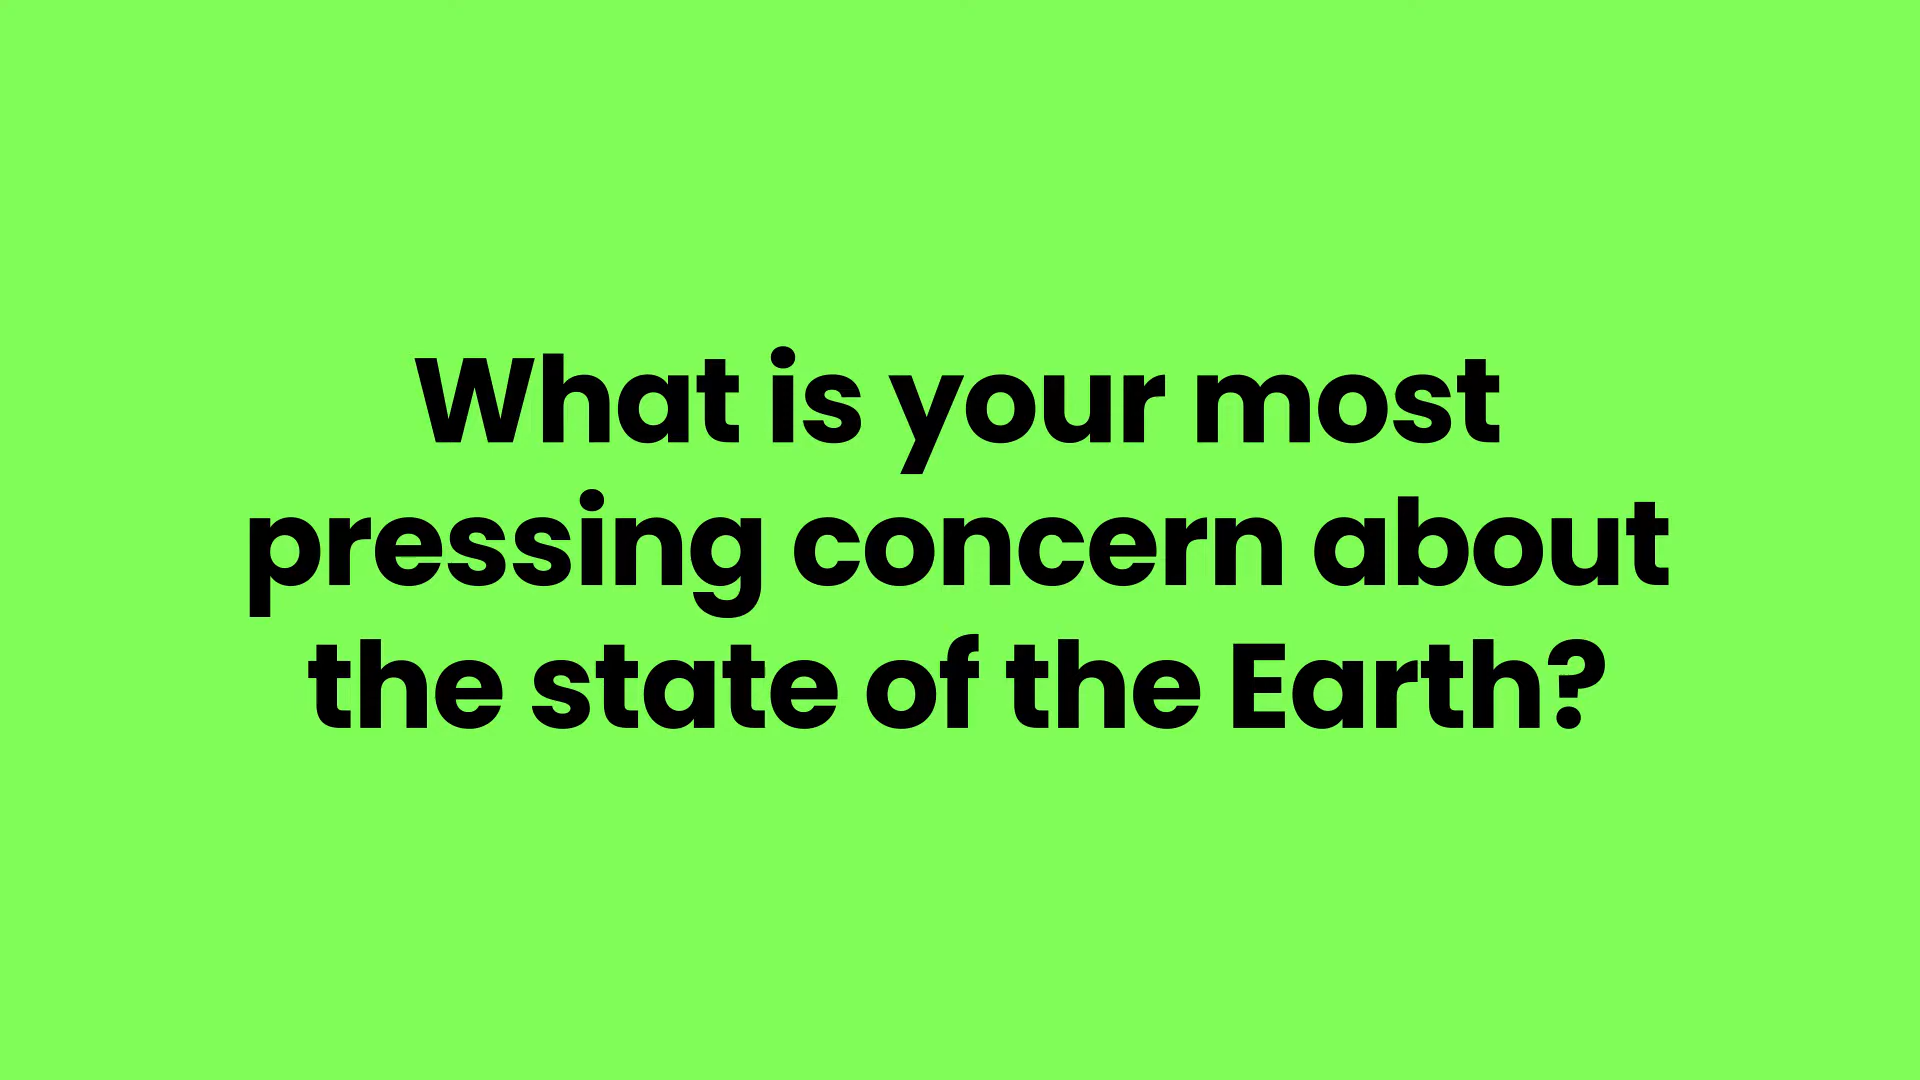 What is your most
pressing concern about
the state of the Earth?